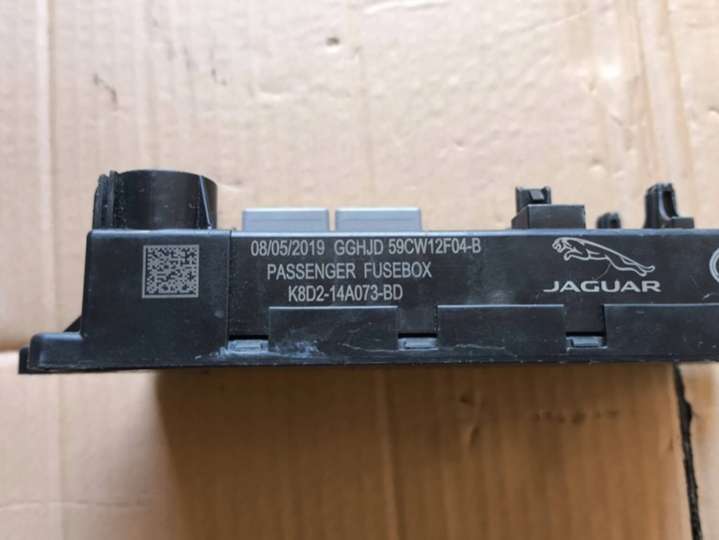 08/05/2019 GGHJD 59CW12F04-B
PASSENGER FUSEBOX
K8D2-14A073-BD
JAGUAR